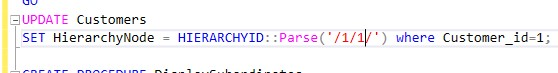 GO
UPDATE Customers
SET HierarchyNode = HIERARCHYID::Parse('/1/1/') where Customer_id=1;
CREATE PROCEDURE DisplaySubordinates